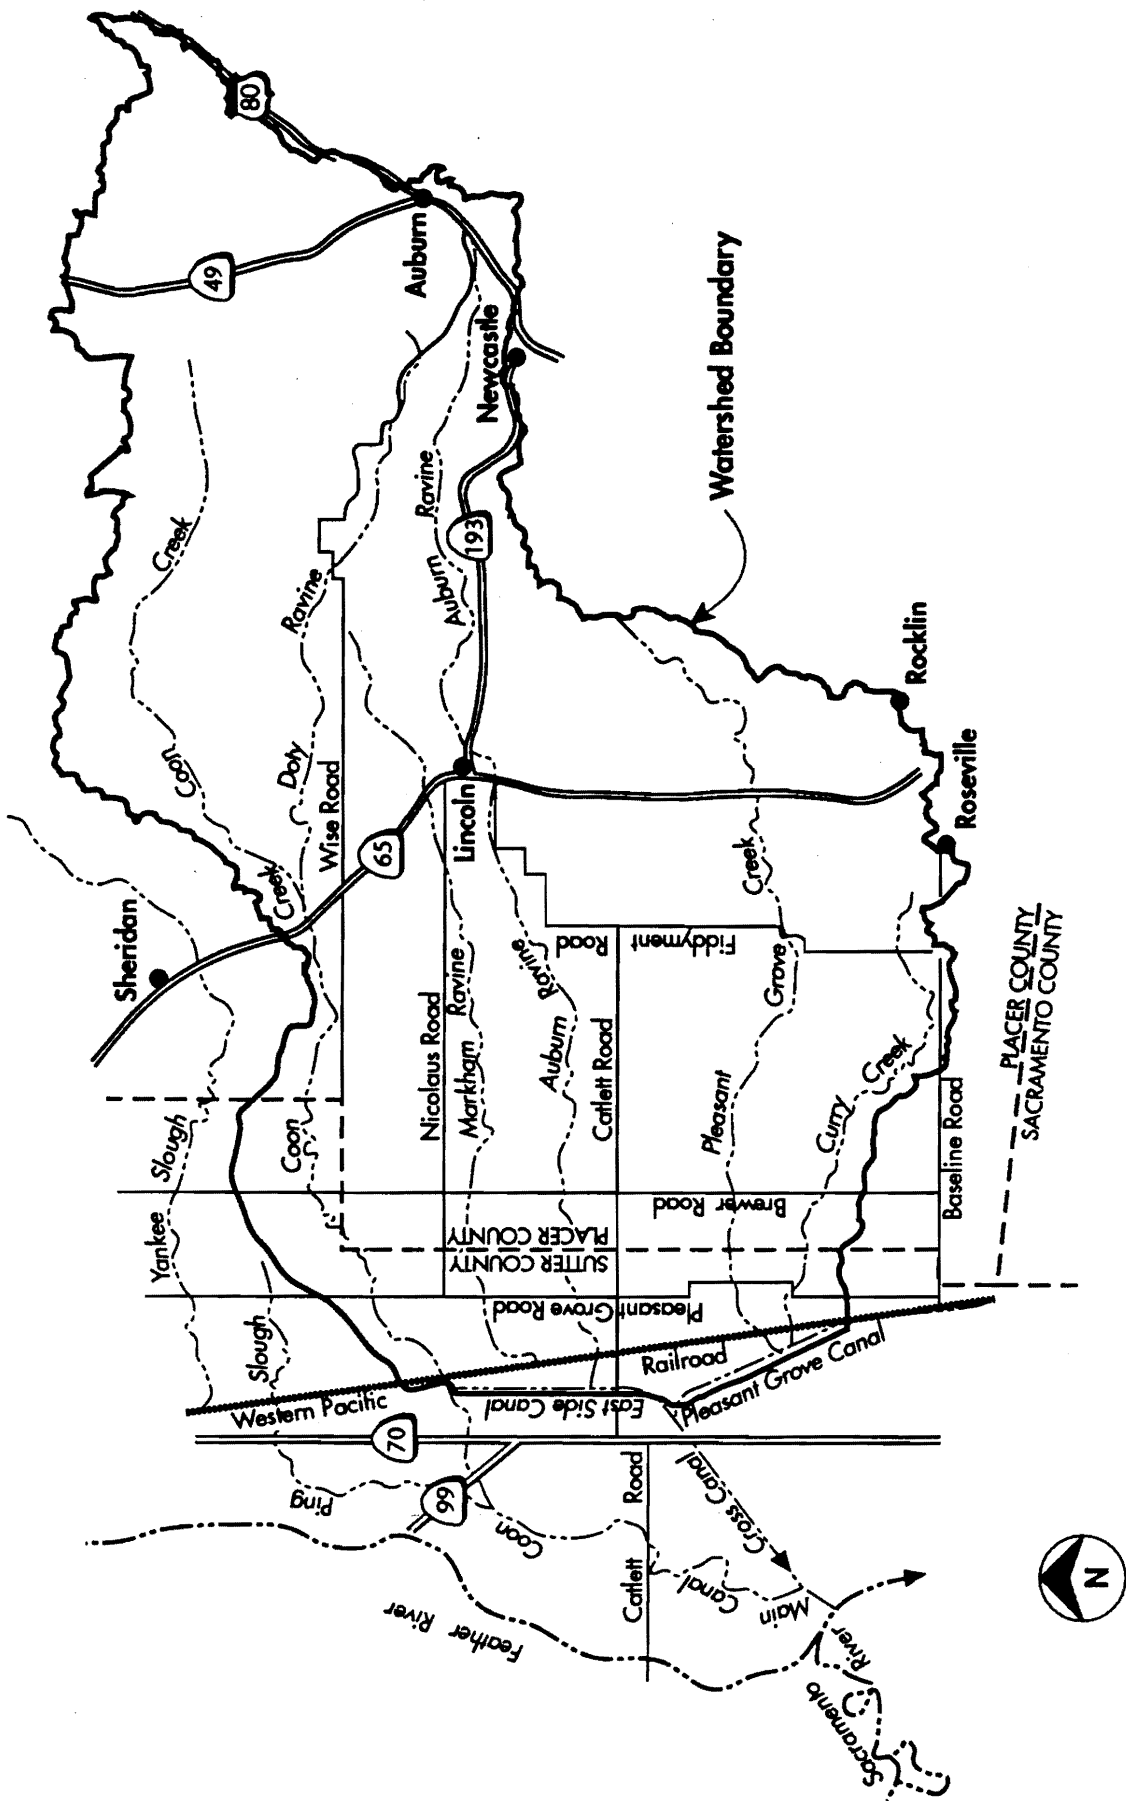 80
49
Auburn
Newcastle
Watershed Boundary
Creek
Ravine
Ravine
Auburn
193
Rocklin
Roseville
Coon
Doty
Wise Road
65
Lincoln
Creek
Creek
Sheridan
Road
Fiddyment
Grove
Ravine
Ravine
Nicolaus Road
Markham
Auburn
Catlett Road
Pleasant
Creek
Curry
PLACER COUNTY
SACRAMENTO COUNTY
Slough
Yankee
Coon
Brewer Road
Baseline Road
PLACER COUNTY
SUTTER COUNTY
Slough
Pleasant Grove Road
Western Pacific
Railroad
East Side Canal
Pleasant Grove Canal
70
99
Ping
Coon
Catlett
Road
Cross Canal
Main
Canal
Feather River
Sacramento
River
N